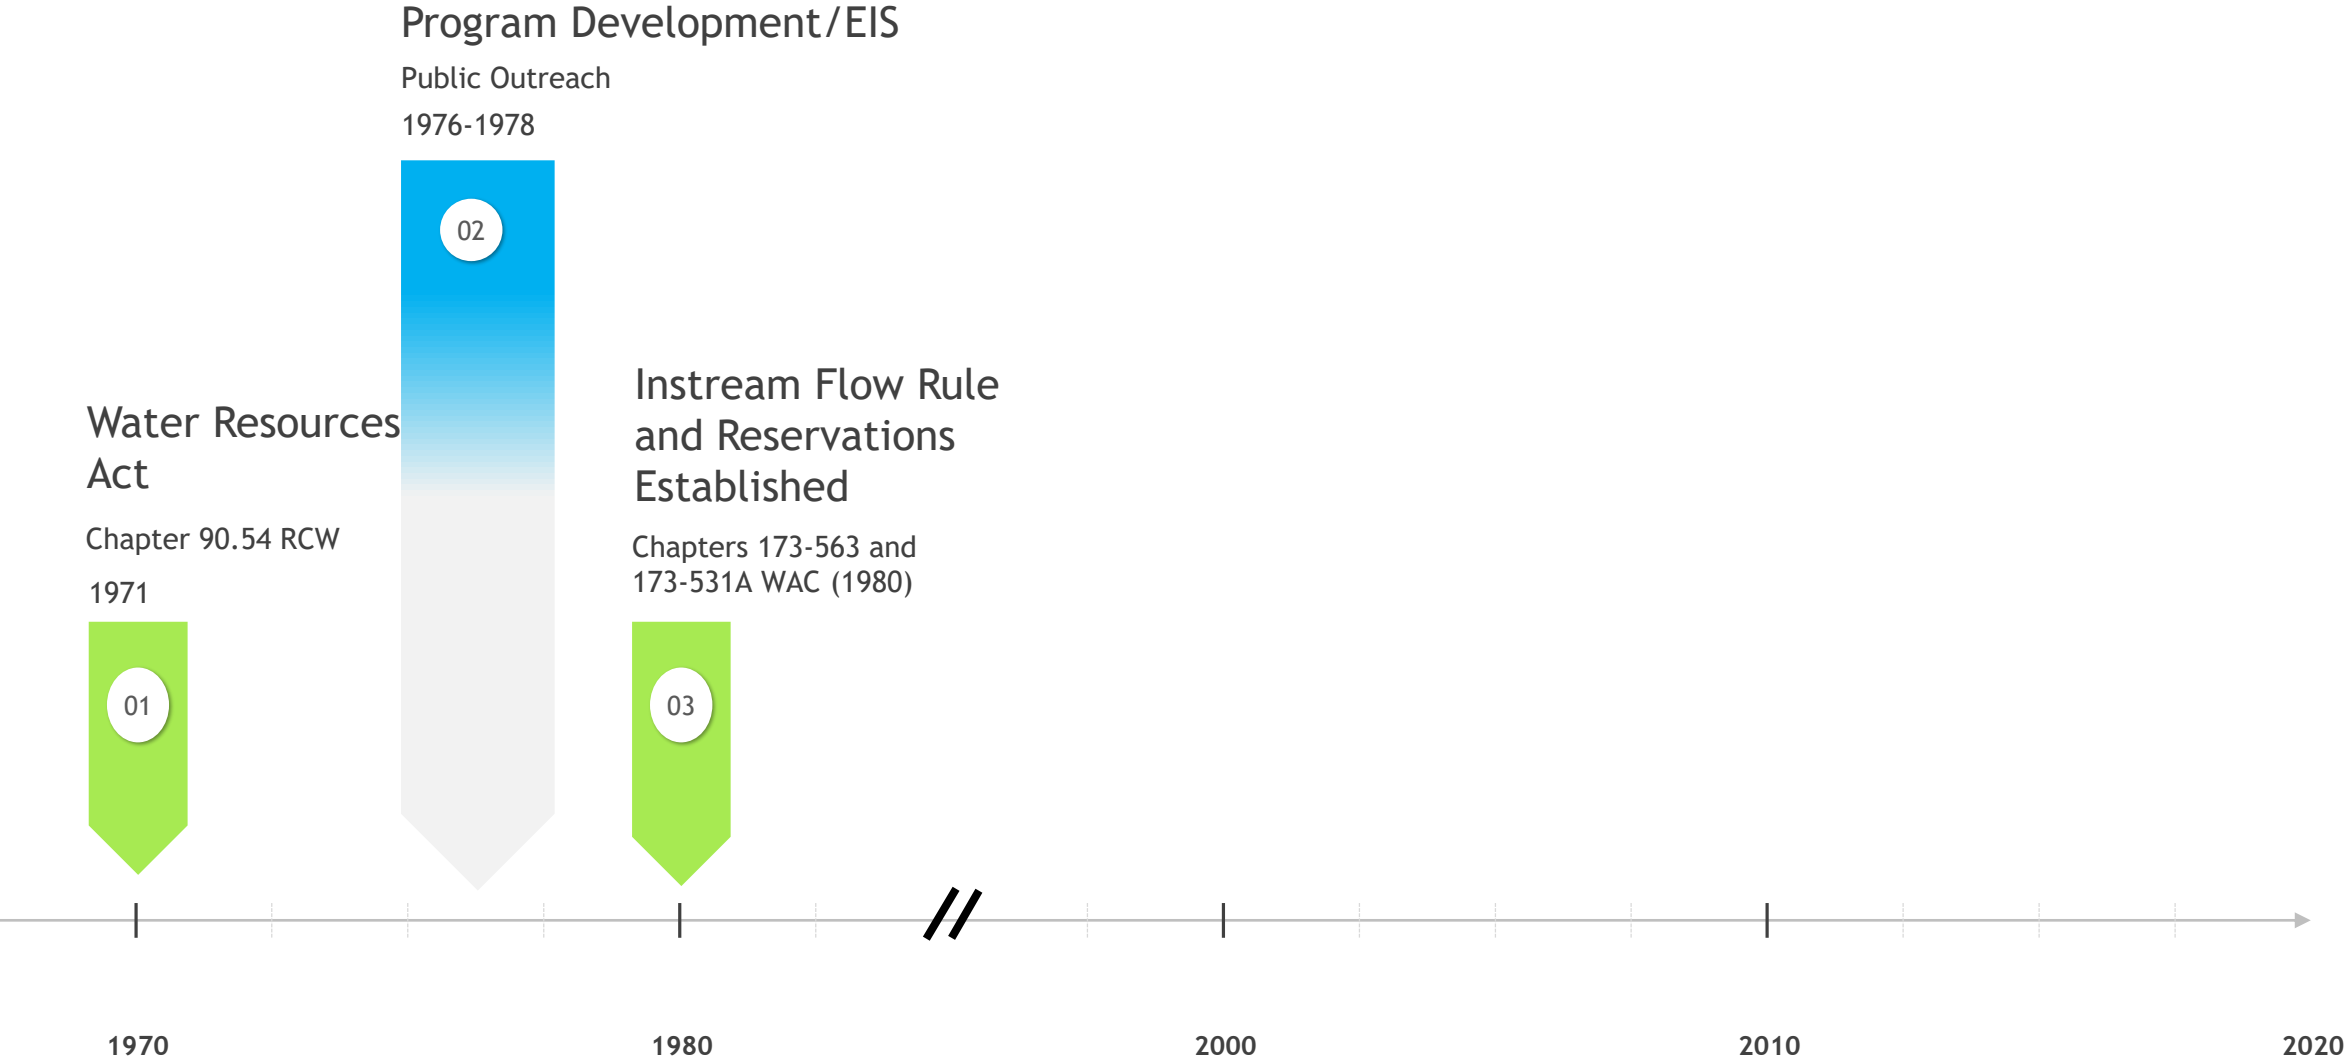 Program Development/EIS
Public Outreach
1976-1978
02
Water Resources
Act
Chapter 90.54 RCW
1971
01
Instream Flow Rule
and Reservations
Established
Chapters 173-563 and
173-531A WAC (1980)
03
1970
1980
2000
2010
2020